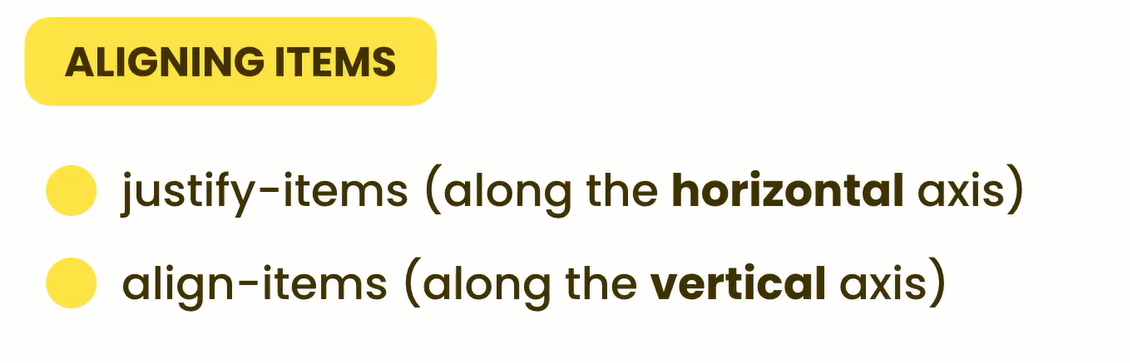 ALIGNING ITEMS
justify-items (along the horizontal axis)
align-items (along the vertical axis)